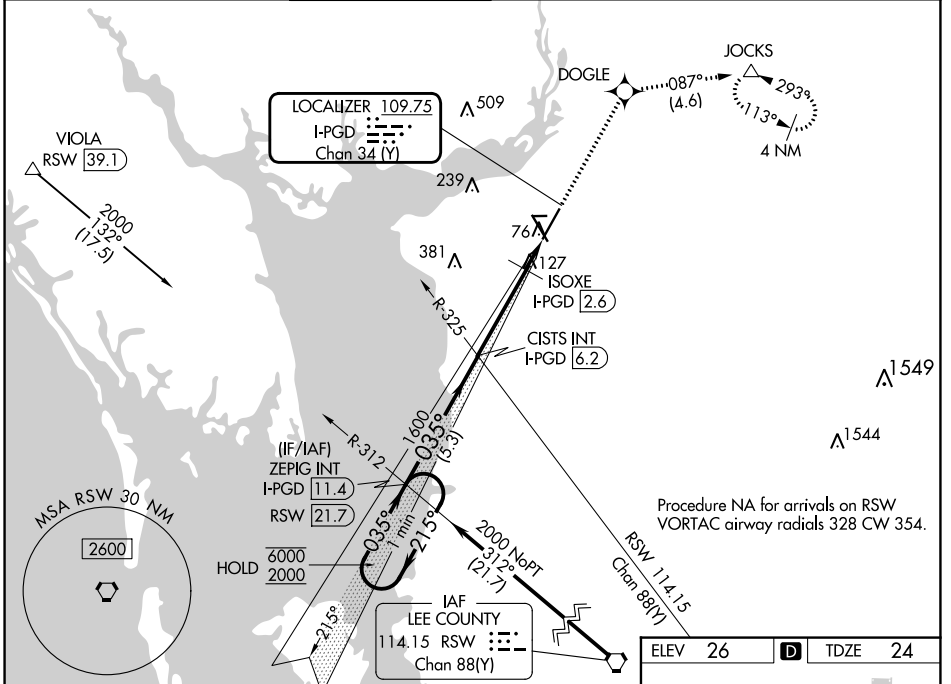 JOCKS
DOGLE
087°
(4.6)
293°
113°
4 NM
LOCALIZER 109.75
I-PGD
Chan 34 (Y)
509
VIOLA
RSW 39.1
239
2000
132°
(17.5)
76
381
127
ISOXE
I-PGD 2.6
R-325
CISTS INT
I-PGD 6.2
1549
1544
1600
035°
(5.3)
R-312
(IF/IAF)
ZEPIG INT
I-PGD 11.4
RSW 21.7
035°
1 min
215°
Procedure NA for arrivals on RSW
VORTAC airway radials 328 CW 354.
MSA RSW 30 NM
2600
HOLD
6000
2000
2000 NoPT
312°
(21.7)
RSW 114.15
Chan 88(Y)
215°
IAF
LEE COUNTY
114.15 RSW
Chan 88(Y)
ELEV 26
D
TDZE 24